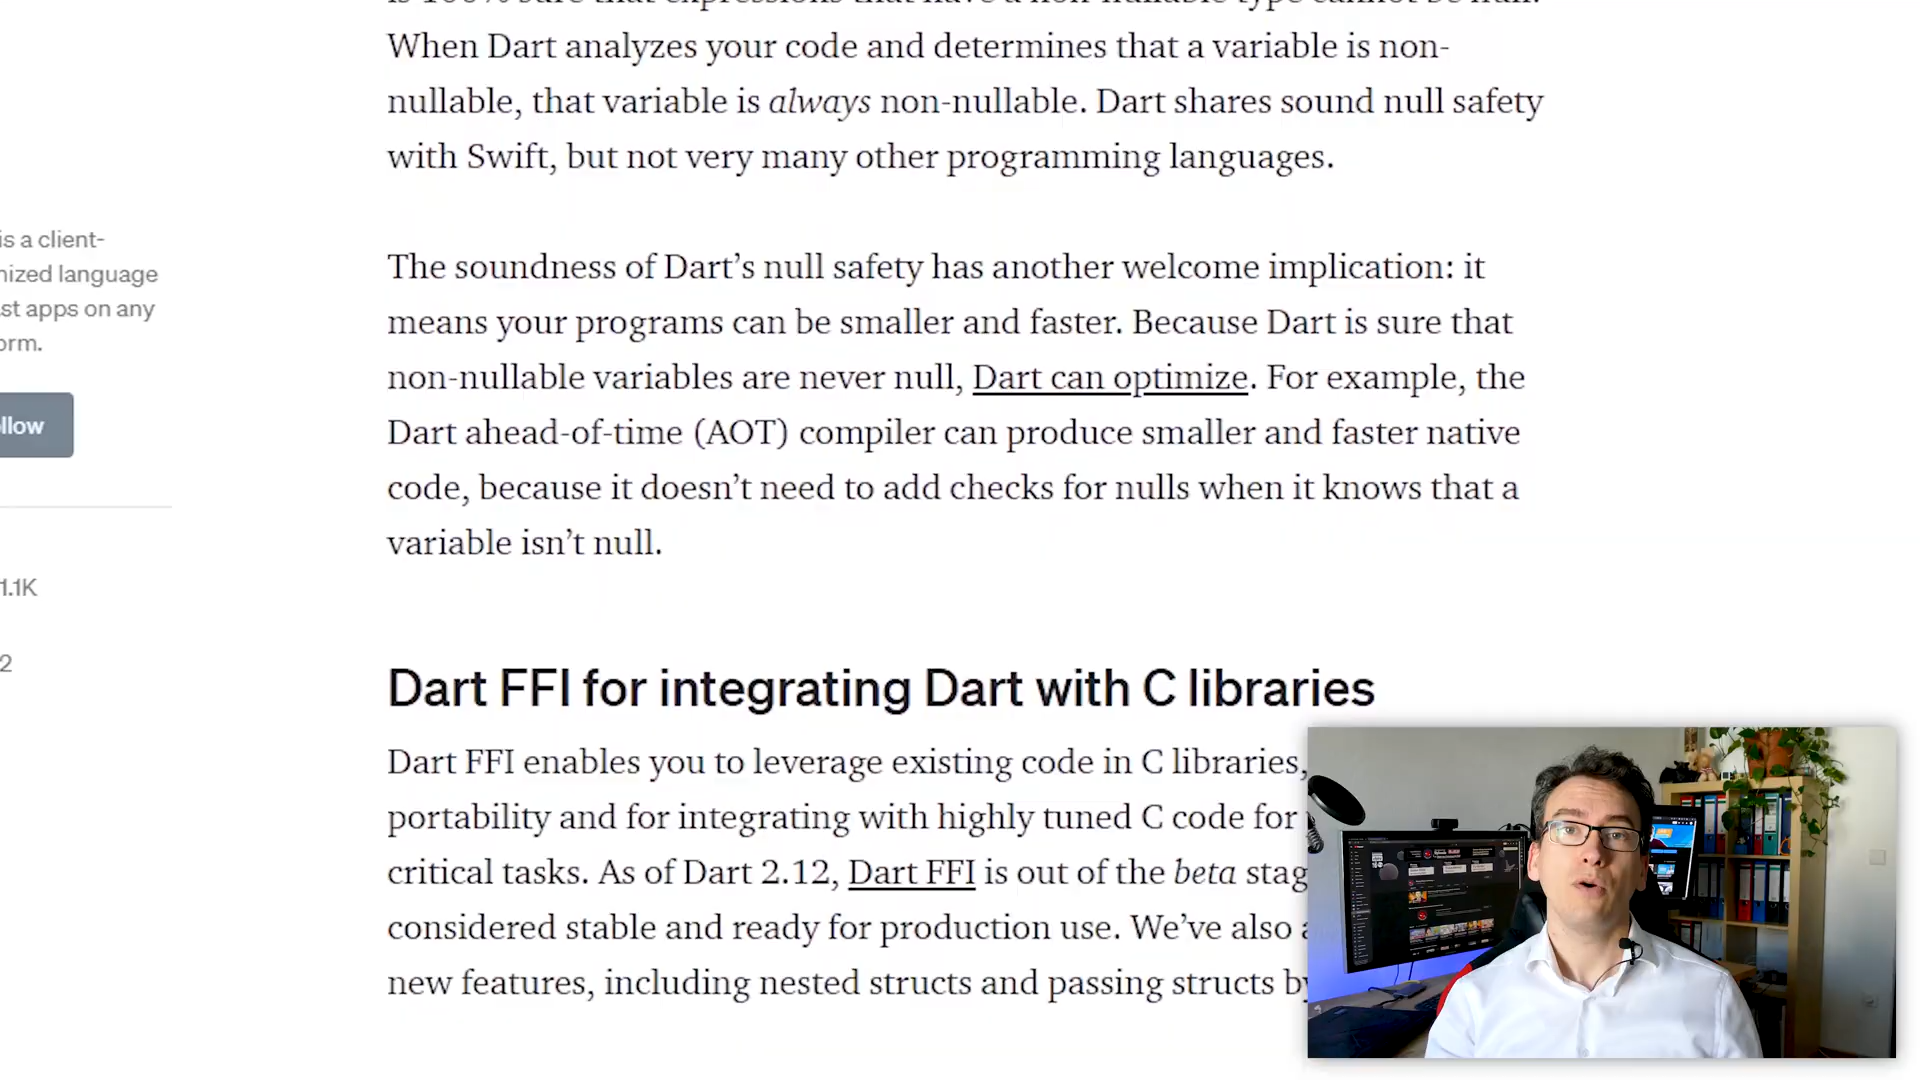 When Dart analyzes your code and determines that a variable is non-
nullable, that variable is always non-nullable. Dart shares sound null safety
with Swift, but not very many other programming languages.
is a client-
nized language
st apps on any
orm.
llow
1.1K
2
The soundness of Dart’s null safety has another welcome implication: it
means your programs can be smaller and faster. Because Dart is sure that
non-nullable variables are never null, Dart can optimize. For example, the
Dart ahead-of-time (AOT) compiler can produce smaller and faster native
code, because it doesn’t need to add checks for nulls when it knows that a
variable isn’t null.
Dart FFI for integrating Dart with C libraries
Dart FFI enables you to leverage existing code in C libraries,
portability and for integrating with highly tuned C code for
critical tasks. As of Dart 2.12, Dart FFI is out of the beta stag
considered stable and ready for production use. We’ve also
new features, including nested structs and passing structs b